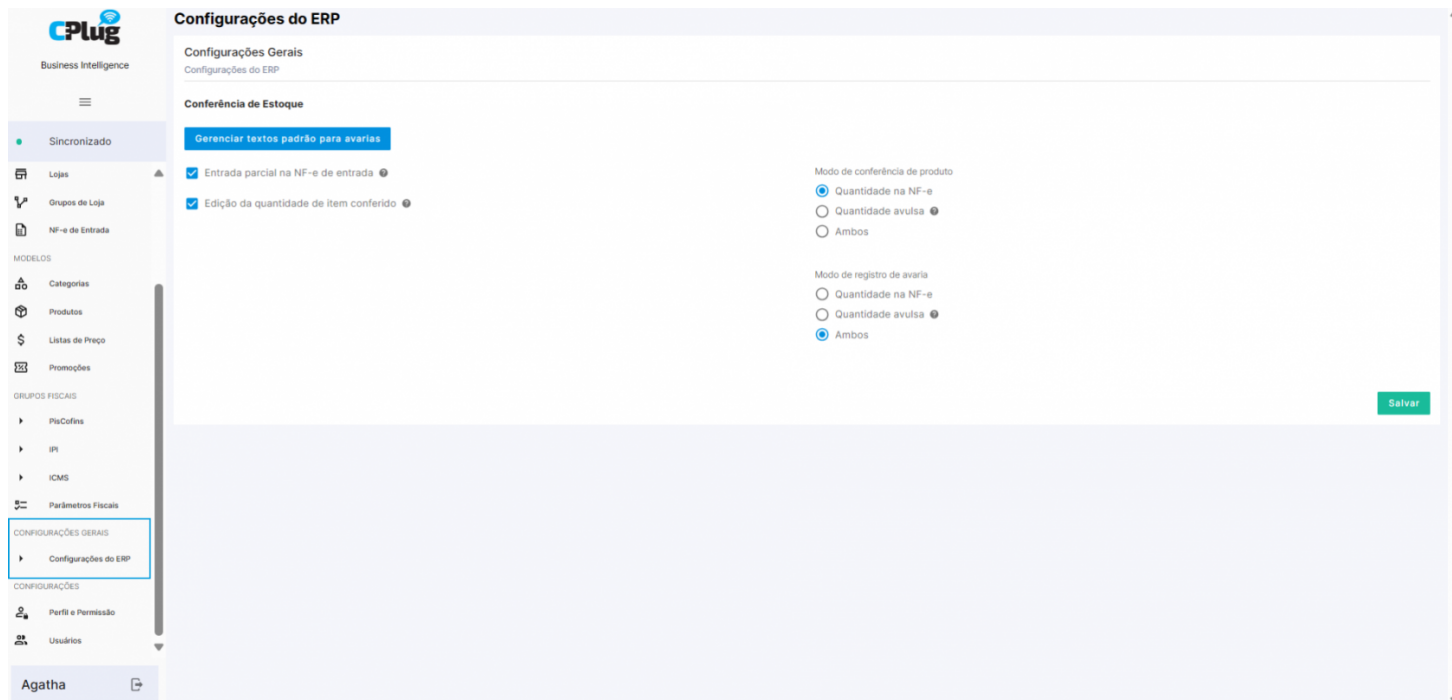 CPlug
Business Intelligence
Sincronizado
Lojas
Grupos de Loja
NF-e de Entrada
MODELOS
Categorias
Produtos
Listas de Preço
Promoções
GRUPOS FISCAIS
PisCofins
IPI
ICMS
Parâmetros Fiscais
CONFIGURAÇÕES GERAIS
Configurações do ERP
CONFIGURAÇÕES
Perfil e Permissão
Usuários
Agatha
Configurações do ERP
Configurações Gerais
Configurações do ERP
Conferência de Estoque
Gerenciar textos padrão para avarias
Entrada parcial na NF-e de entrada
Edição da quantidade de item conferido
Modo de conferência de produto
Quantidade na NF-e
Quantidade avulsa
Ambos
Modo de registro de avaria
Quantidade na NF-e
Quantidade avulsa
Ambos
Salvar